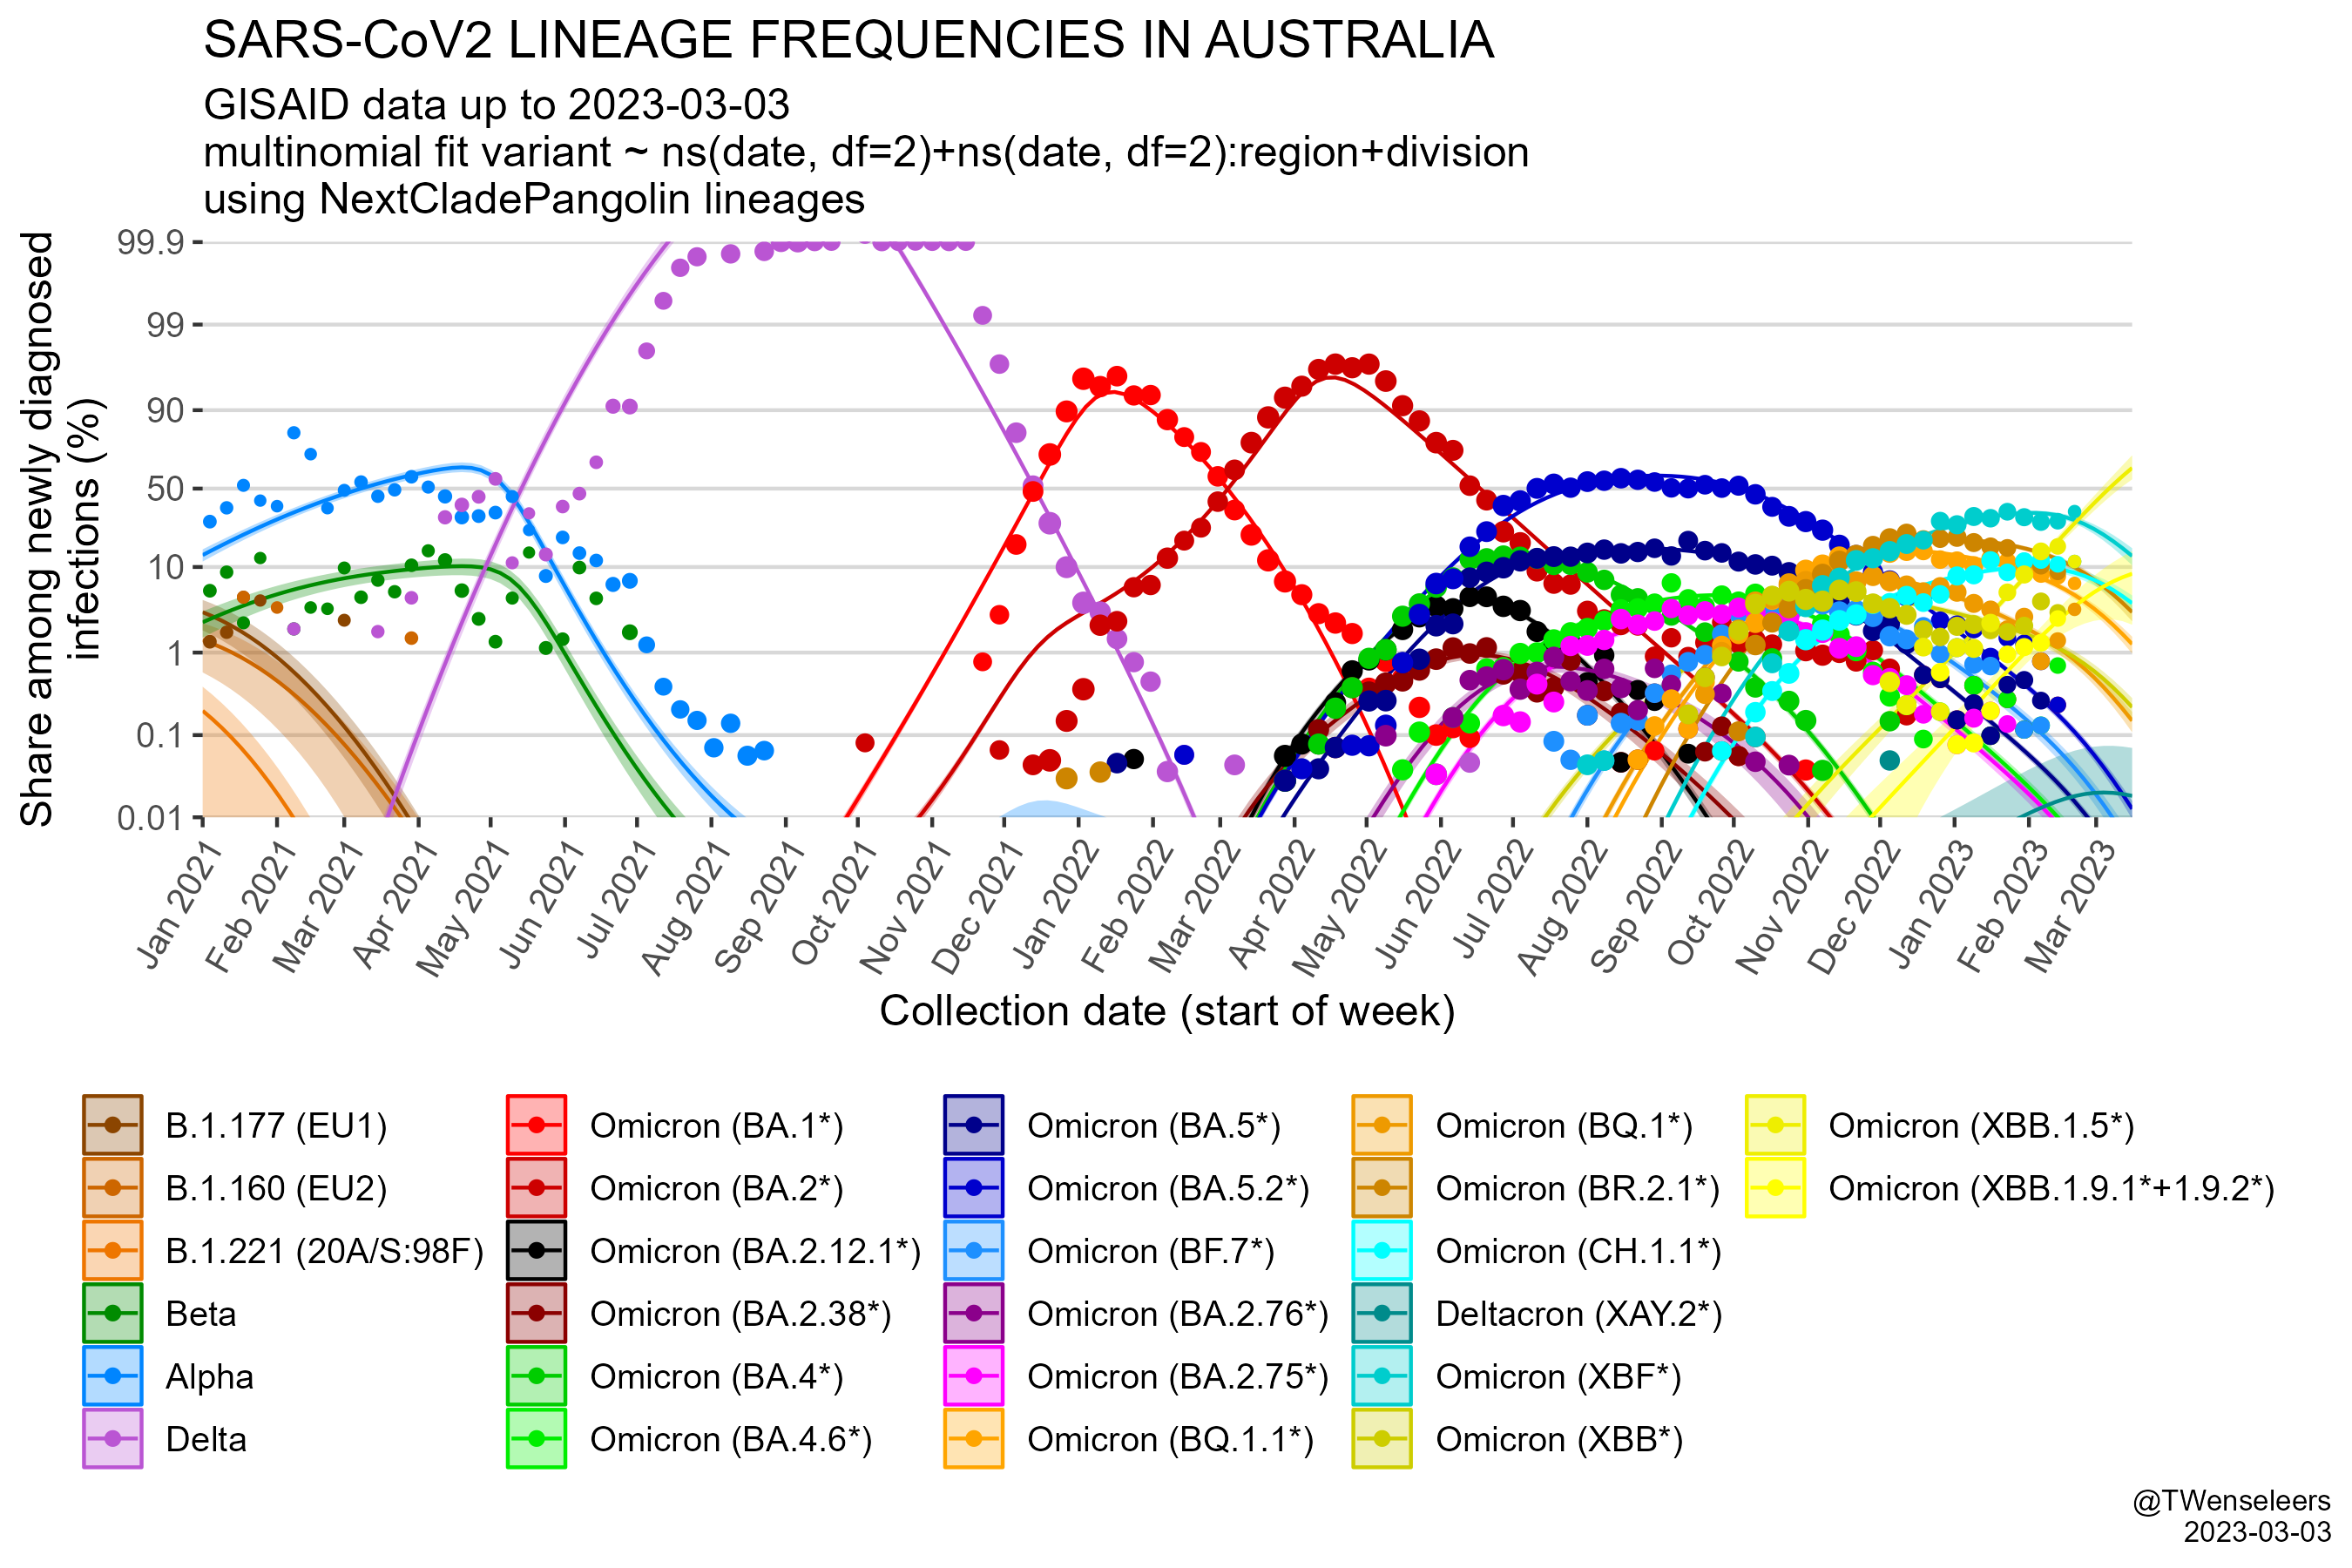 SARS-CoV2 LINEAGE FREQUENCIES IN AUSTRALIA
GISAID data up to 2023-03-03
multinomial fit variant ~ ns(date, df=2)+ns(date, df=2):region+division
using NextCladePangolin lineages
Share among newly diagnosed
infections (%)
99.9
99
90
50
10
1
0.1
0.01
Jan 2021
Feb 2021
Mar 2021
Apr 2021
May 2021
Jun 2021
Jul 2021
Aug 2021
Sep 2021
Oct 2021
Nov 2021
Dec 2021
Jan 2022
Feb 2022
Mar 2022
Apr 2022
May 2022
Jun 2022
Jul 2022
Aug 2022
Sep 2022
Oct 2022
Nov 2022
Dec 2022
Jan 2023
Feb 2023
Mar 2023
Collection date (start of week)
B.1.177 (EU1)
B.1.160 (EU2)
B.1.221 (20A/S:98F)
Beta
Alpha
Delta
Omicron (BA.1*)
Omicron (BA.2*)
Omicron (BA.2.12.1*)
Omicron (BA.2.38*)
Omicron (BA.4*)
Omicron (BA.4.6*)
Omicron (BA.5*)
Omicron (BA.5.2*)
Omicron (BF.7*)
Omicron (BA.2.76*)
Omicron (BA.2.75*)
Omicron (BQ.1.1*)
Omicron (BQ.1*)
Omicron (BR.2.1*)
Omicron (CH.1.1*)
Deltacron (XAY.2*)
Omicron (XBF*)
Omicron (XBB*)
Omicron (XBB.1.5*)
Omicron (XBB.1.9.1*+1.9.2*)
@TWenseleers
2023-03-03